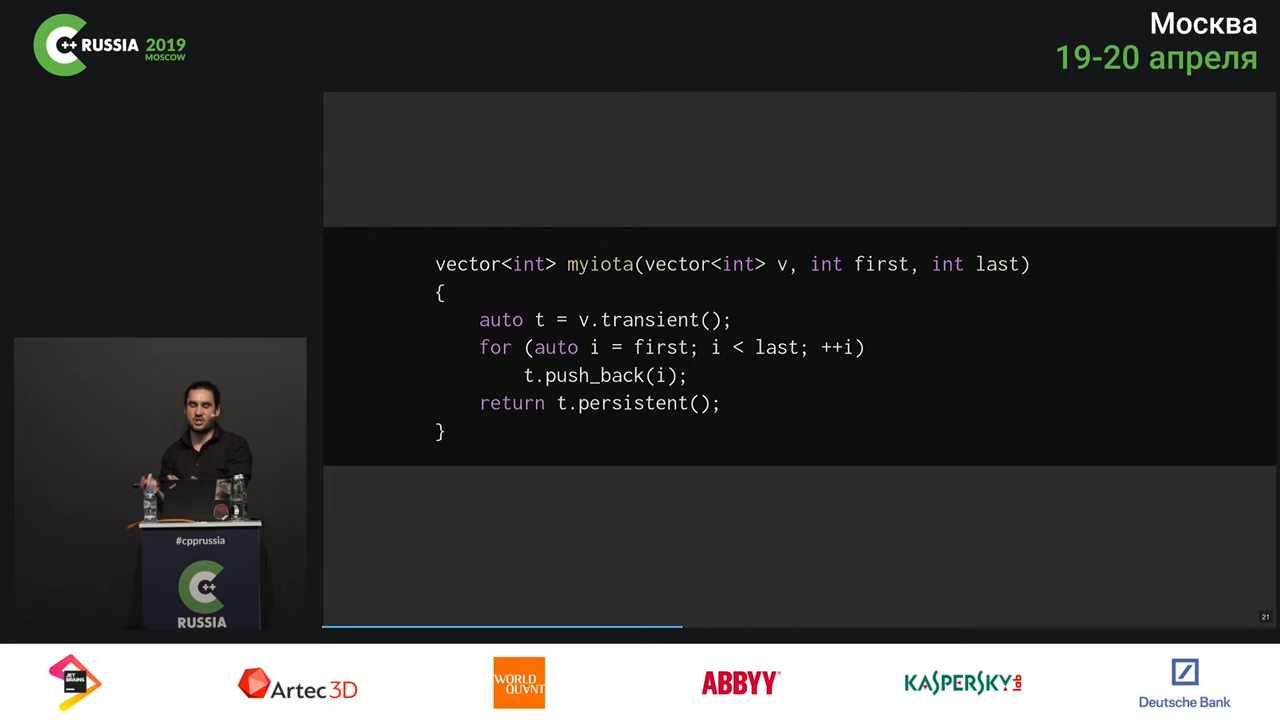 C++ RUSSIA 2019
MOSCOW
Москва
19-20 апреля
vector<int> myiota(vector<int> v, int first, int last)
{
    auto t = v.transient();
    for (auto i = first; i < last; ++i)
        t.push_back(i);
    return t.persistent();
}
21
#cpprussia
C++
RUSSIA
JET BRAINS
Artec 3D
WORLD QUANT
ABBYY®
KASPERSKY lab
Deutsche Bank